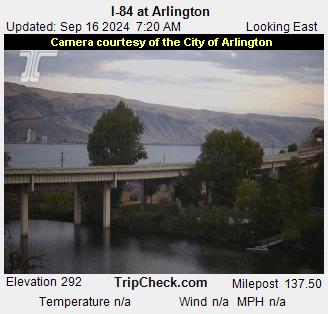 I-84 at Arlington
Updated: Sep 16 2024 7:20 AM Looking East
Camera courtesy of the City of Arlington
Elevation 292 TripCheck.com Milepost 137.50
Temperature n/a Wind n/a MPH n/a